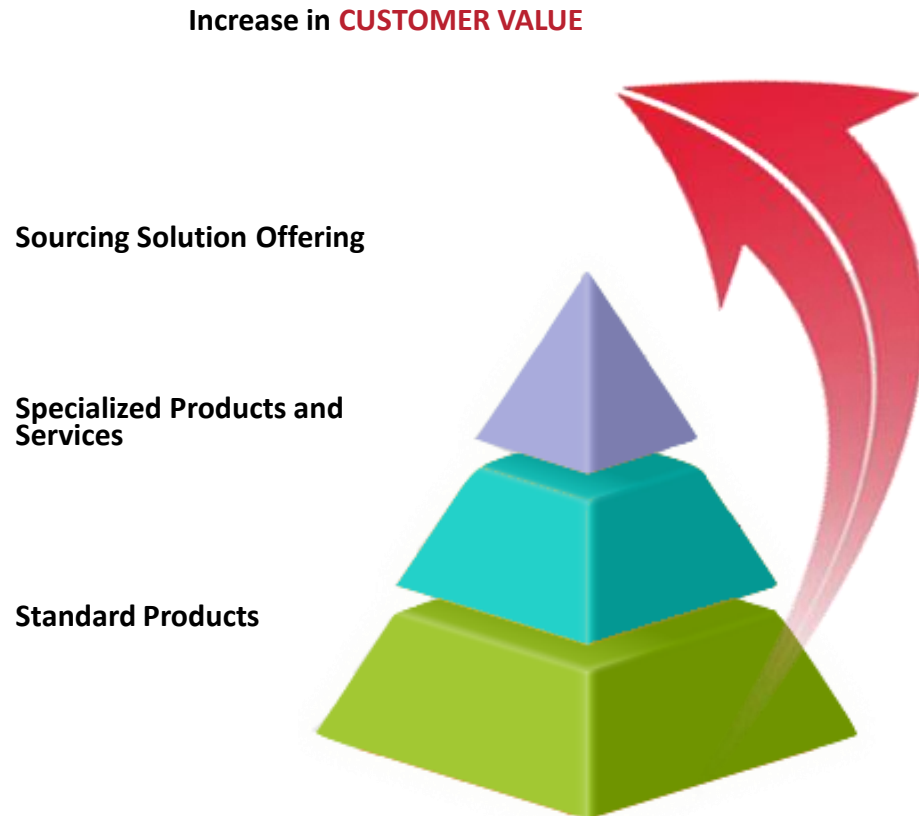 Increase in CUSTOMER VALUE
Sourcing Solution Offering
Specialized Products and
Services
Standard Products